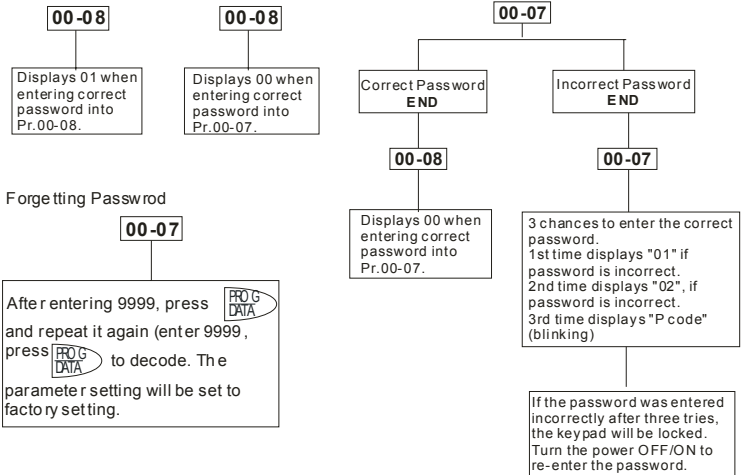 00-08
Displays 01 when
entering correct
password into
Pr.00-08.
00-08
Displays 00 when
entering correct
password into
Pr.00-07.
00-07
Correct Password
END
00-08
Displays 00 when
entering correct
password into
Pr.00-07.
Incorrect Password
END
00-07
3 chances to enter the correct
password.
1st time displays "01" if
password is incorrect.
2nd time displays "02", if
password is incorrect.
3rd time displays "P code"
(blinking)
If the password was entered
incorrectly after three tries,
the keypad will be locked.
Turn the power OFF/ON to
re-enter the password.
Forgetting Passwrod
00-07
After entering 9999, press PROG DATA
and repeat it again (enter 9999,
press PROG DATA to decode. The
parameter setting will be set to
factory setting.